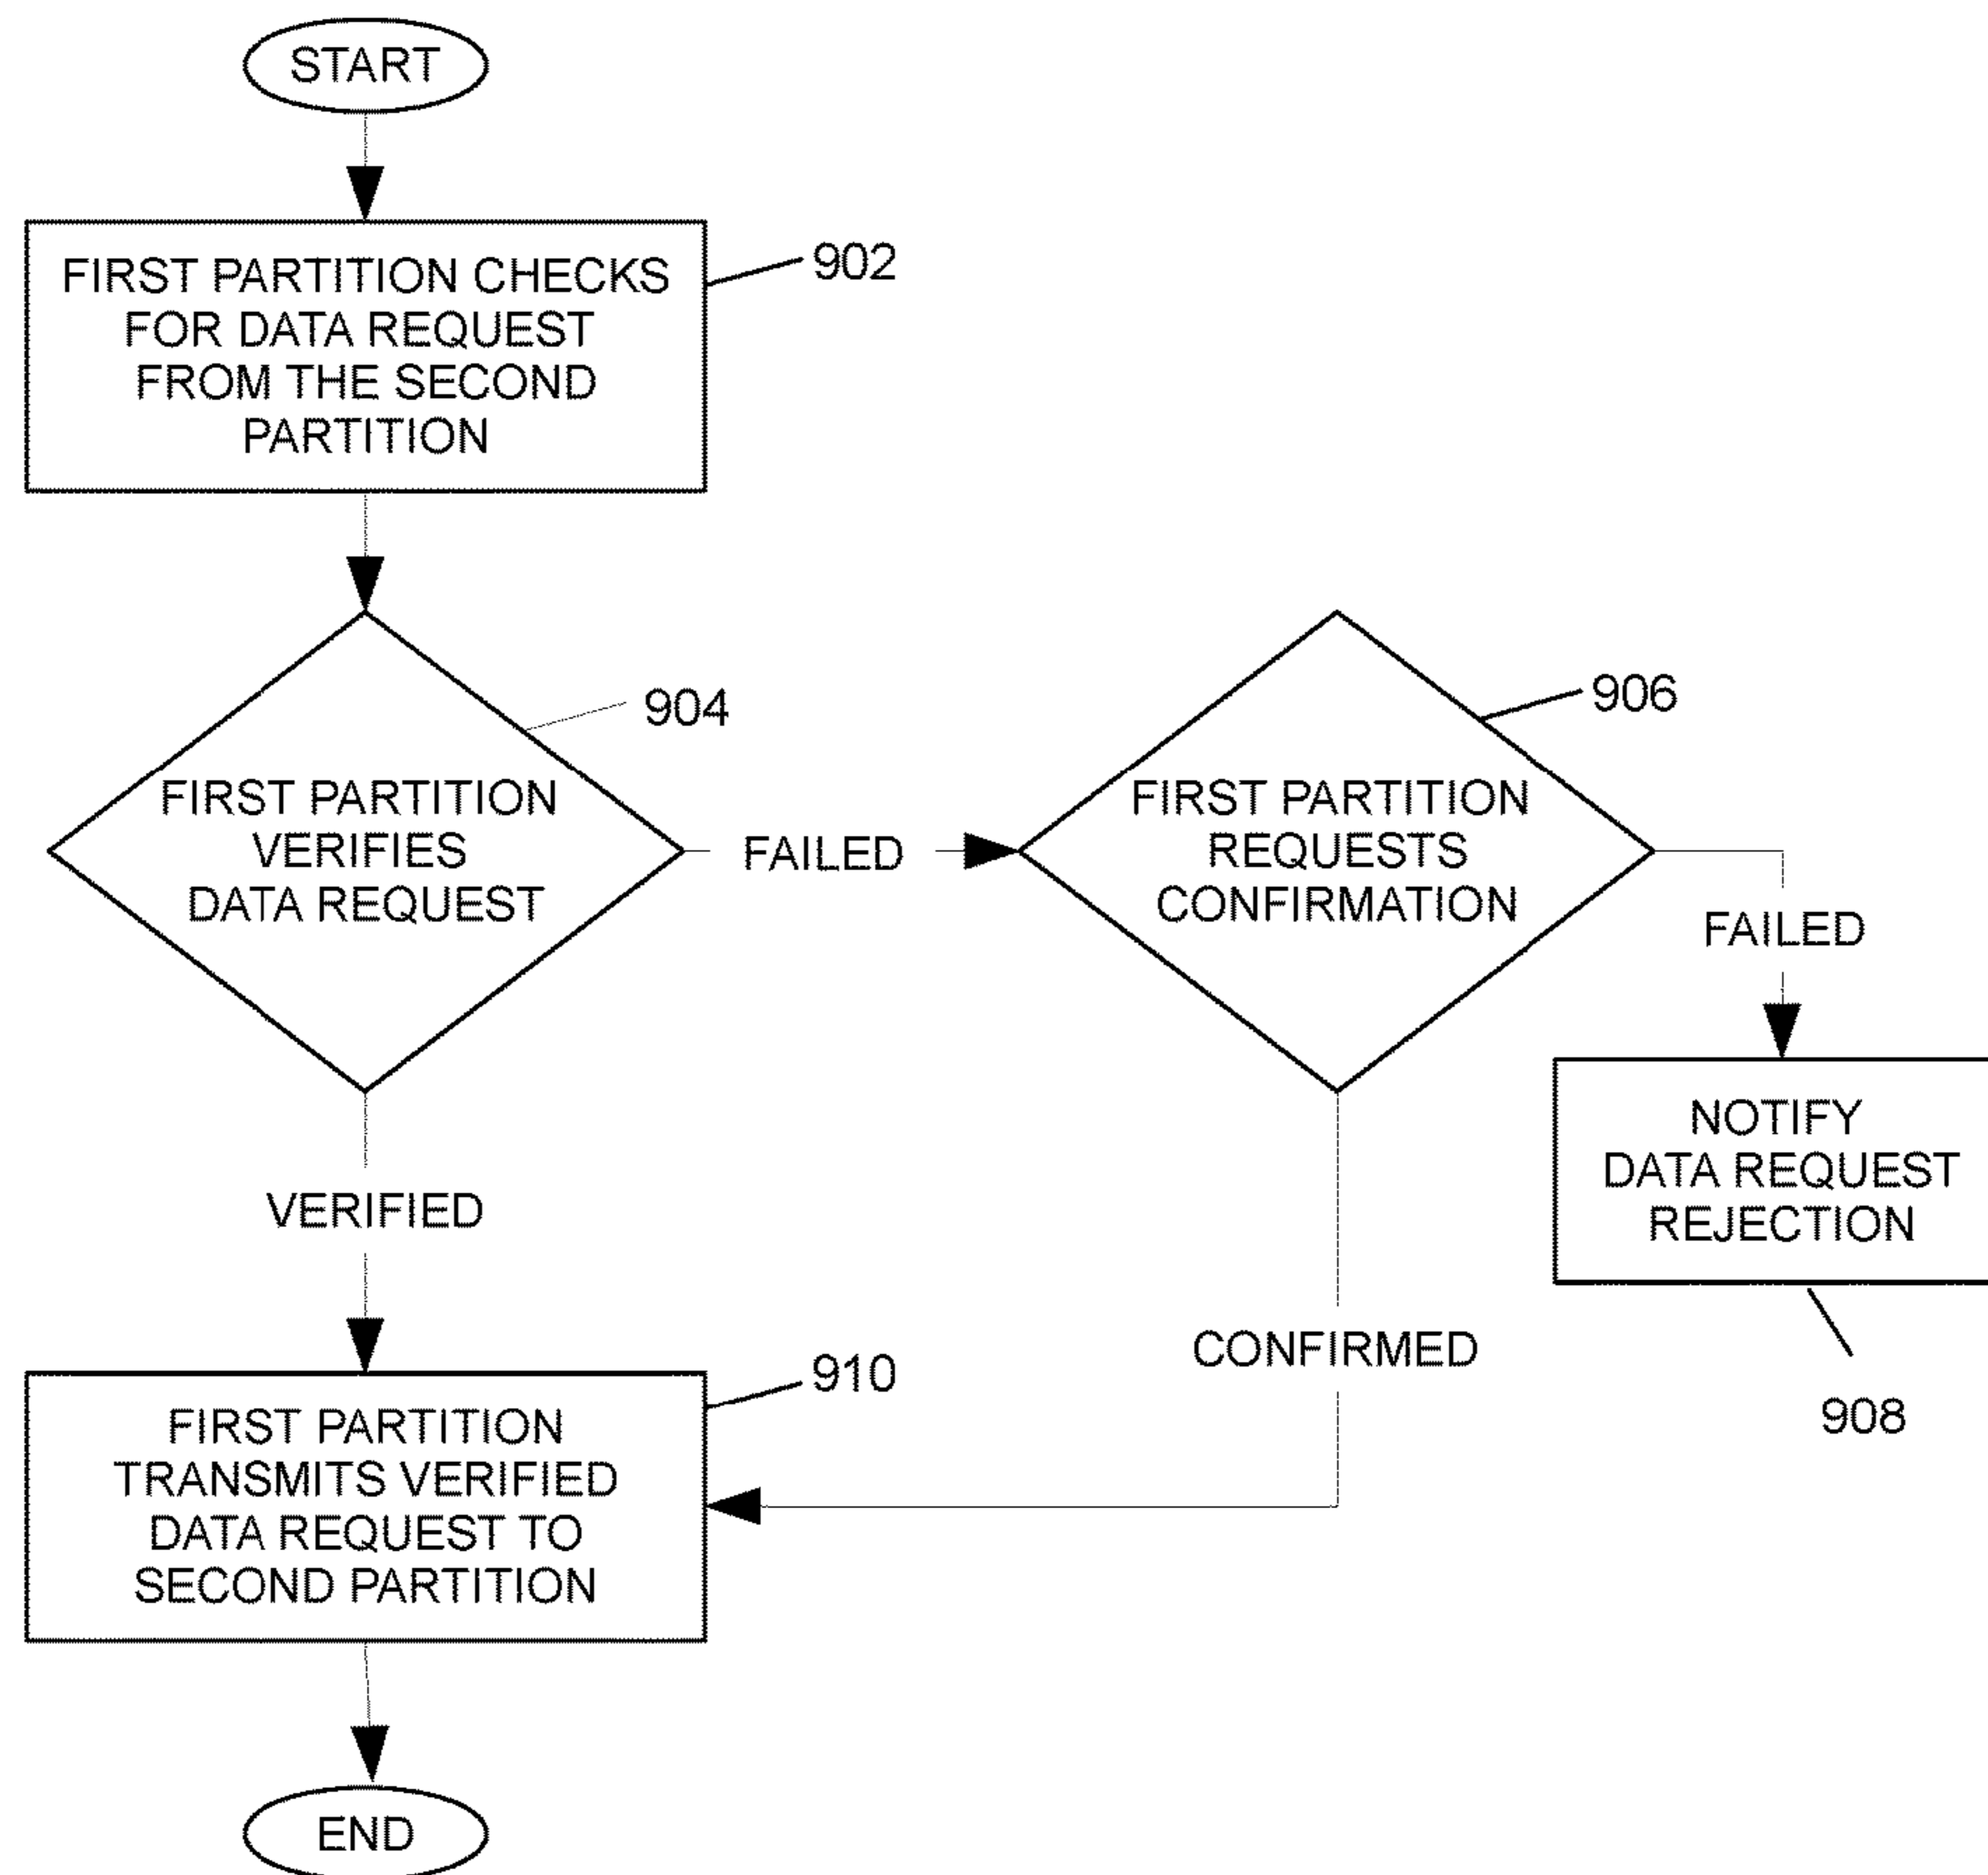 START
FIRST PARTITION CHECKS
FOR DATA REQUEST
FROM THE SECOND
PARTITION
902
904
FIRST PARTITION
VERIFIES
DATA REQUEST
FAILED
906
FIRST PARTITION
REQUESTS
CONFIRMATION
FAILED
NOTIFY
DATA REQUEST
REJECTION
908
VERIFIED
CONFIRMED
910
FIRST PARTITION
TRANSMITS VERIFIED
DATA REQUEST TO
SECOND PARTITION
END